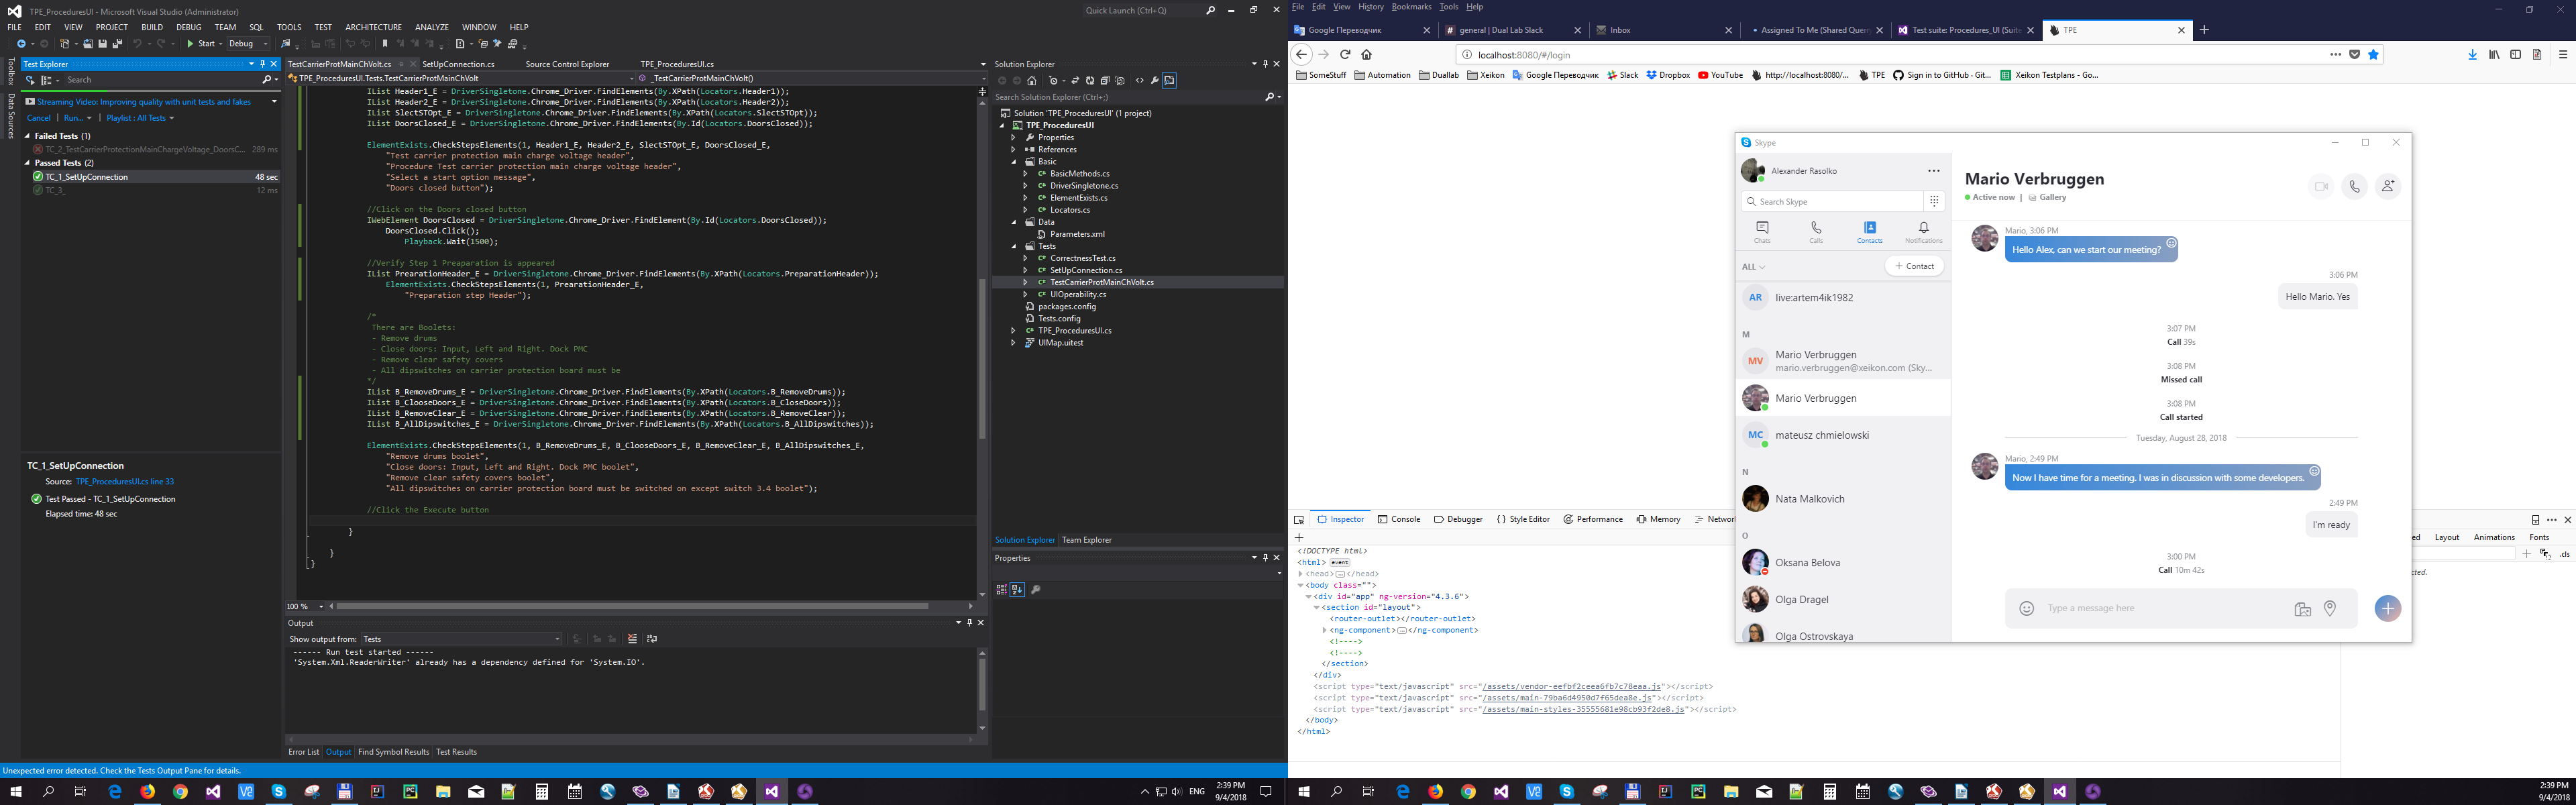 TPE_ProceduresUI - Microsoft Visual Studio (Administrator)
Quick Launch (Ctrl+Q)
FILE EDIT VIEW PROJECT BUILD DEBUG TEAM SQL TOOLS TEST ARCHITECTURE ANALYZE WINDOW HELP
Start Debug
Toolbox
Data Sources
Test Explorer
Search
Streaming Video: Improving quality with unit tests and fakes
Cancel | Run... | Playlist : All Tests
Failed Tests (1)
TC_2_TestCarrierProtectionMainChargeVoltage_DoorsC... 289 ms
Passed Tests (2)
TC_1_SetUpConnection 48 sec
TC_3_ 12 ms
TC_1_SetUpConnection
Source: TPE_ProceduresUI.cs line 33
Test Passed - TC_1_SetUpConnection
Elapsed time: 48 sec
TestCarrierProtMainChVolt.cs SetUpConnection.cs Source Control Explorer TPE_ProceduresUI.cs
TPE_ProceduresUI.Tests.TestCarrierProtMainChVolt _TestCarrierProtMainChVolt()
IList Header1_E = DriverSingletone.Chrome_Driver.FindElements(By.XPath(Locators.Header1));
IList Header2_E = DriverSingletone.Chrome_Driver.FindElements(By.XPath(Locators.Header2));
IList SlectSTOpt_E = DriverSingletone.Chrome_Driver.FindElements(By.XPath(Locators.SlectSTOpt));
IList DoorsClosed_E = DriverSingletone.Chrome_Driver.FindElements(By.Id(Locators.DoorsClosed));
ElementExists.CheckStepsElements(1, Header1_E, Header2_E, SlectSTOpt_E, DoorsClosed_E,
"Test carrier protection main charge voltage header",
"Procedure Test carrier protection main charge voltage header",
"Select a start option message",
"Doors closed button");
//Click on the Doors closed button
IWebElement DoorsClosed = DriverSingletone.Chrome_Driver.FindElement(By.Id(Locators.DoorsClosed));
DoorsClosed.Click();
Playback.Wait(1500);
//Verify Step 1 Preaparation is appeared
IList PrearationHeader_E = DriverSingletone.Chrome_Driver.FindElements(By.XPath(Locators.PreparationHeader));
ElementExists.CheckStepsElements(1, PrearationHeader_E,
"Preparation step Header");
/*
There are Boolets:
- Remove drums
- Close doors: Input, Left and Right. Dock PMC
- Remove clear safety covers
- All dipswitches on carrier protection board must be
*/
IList B_RemoveDrums_E = DriverSingletone.Chrome_Driver.FindElements(By.XPath(Locators.B_RemoveDrums));
IList B_ClooseDoors_E = DriverSingletone.Chrome_Driver.FindElements(By.XPath(Locators.B_CloseDoors));
IList B_RemoveClear_E = DriverSingletone.Chrome_Driver.FindElements(By.XPath(Locators.B_RemoveClear));
IList B_AllDipswitches_E = DriverSingletone.Chrome_Driver.FindElements(By.XPath(Locators.B_AllDipswitches));
ElementExists.CheckStepsElements(1, B_RemoveDrums_E, B_ClooseDoors_E, B_RemoveClear_E, B_AllDipswitches_E,
"Remove drums boolet",
"Close doors: Input, Left and Right. Dock PMC boolet",
"Remove clear safety covers boolet",
"All dipswitches on carrier protection board must be switched on except switch 3.4 boolet");
//Click the Execute button
}
}
}
100 %
Output
Show output from: Tests
------ Run test started ------
'System.Xml.ReaderWriter' already has a dependency defined for 'System.IO'.
Error List Output Find Symbol Results Test Results
Unexpected error detected. Check the Tests Output Pane for details.
Solution Explorer
Search Solution Explorer (Ctrl+;)
Solution 'TPE_ProceduresUI' (1 project)
TPE_ProceduresUI
Properties
References
Basic
BasicMethods.cs
DriverSingletone.cs
ElementExists.cs
Locators.cs
Data
Parameters.xml
Tests
CorrectnessTest.cs
SetUpConnection.cs
TestCarrierProtMainChVolt.cs
UIOperability.cs
packages.config
Tests.config
TPE_ProceduresUI.cs
UIMap.uitest
Solution Explorer Team Explorer
Properties
ENG
2:39 PM
9/4/2018
File Edit View History Bookmarks Tools Help
Google Переводчик
general | Dual Lab Slack
Inbox
Assigned To Me (Shared Quer
Test suite: Procedures_UI (Suite
TPE
localhost:8080/#/login
SomeStuff Automation Duallab Xeikon Google Переводчик Slack Dropbox YouTube http://localhost:8080/... TPE Sign in to GitHub · Git... Xeikon Testplans - Go...
Skype
Alexander Rasolko
Search Skype
Chats Calls Contacts Notifications
ALL
+ Contact
AR live:artem4ik1982
M
MV Mario Verbruggen
mario.verbruggen@xeikon.com (Sky...
Mario Verbruggen
MC mateusz chmielowski
N
Nata Malkovich
O
Oksana Belova
Olga Dragel
Olga Ostrovskaya
Mario Verbruggen
Active now | Gallery
Mario, 3:06 PM
Hello Alex, can we start our meeting?
3:06 PM
Hello Mario. Yes
3:07 PM
Call 39s
3:08 PM
Missed call
3:08 PM
Call started
Tuesday, August 28, 2018
Mario, 2:49 PM
Now I have time for a meeting. I was in discussion with some developers.
2:49 PM
I'm ready
3:00 PM
Call 10m 42s
Type a message here
Inspector Console Debugger Style Editor Performance Memory Networ
Layout Animations Fonts
.cls
<!DOCTYPE html>
<html> event
<head>…</head>
<body class="">
<div id="app" ng-version="4.3.6">
<section id="layout">
<router-outlet></router-outlet>
<ng-component>…</ng-component>
<!---->
<!---->
</section>
</div>
<script type="text/javascript" src="/assets/vendor-eefbf2ceea6fb7c78eaa.js"></script>
<script type="text/javascript" src="/assets/main-79ba6d4950d7f65dea8e.js"></script>
<script type="text/javascript" src="/assets/main-styles-35555681e98cb93f2de8.js"></script>
</body>
</html>
2:39 PM
9/4/2018